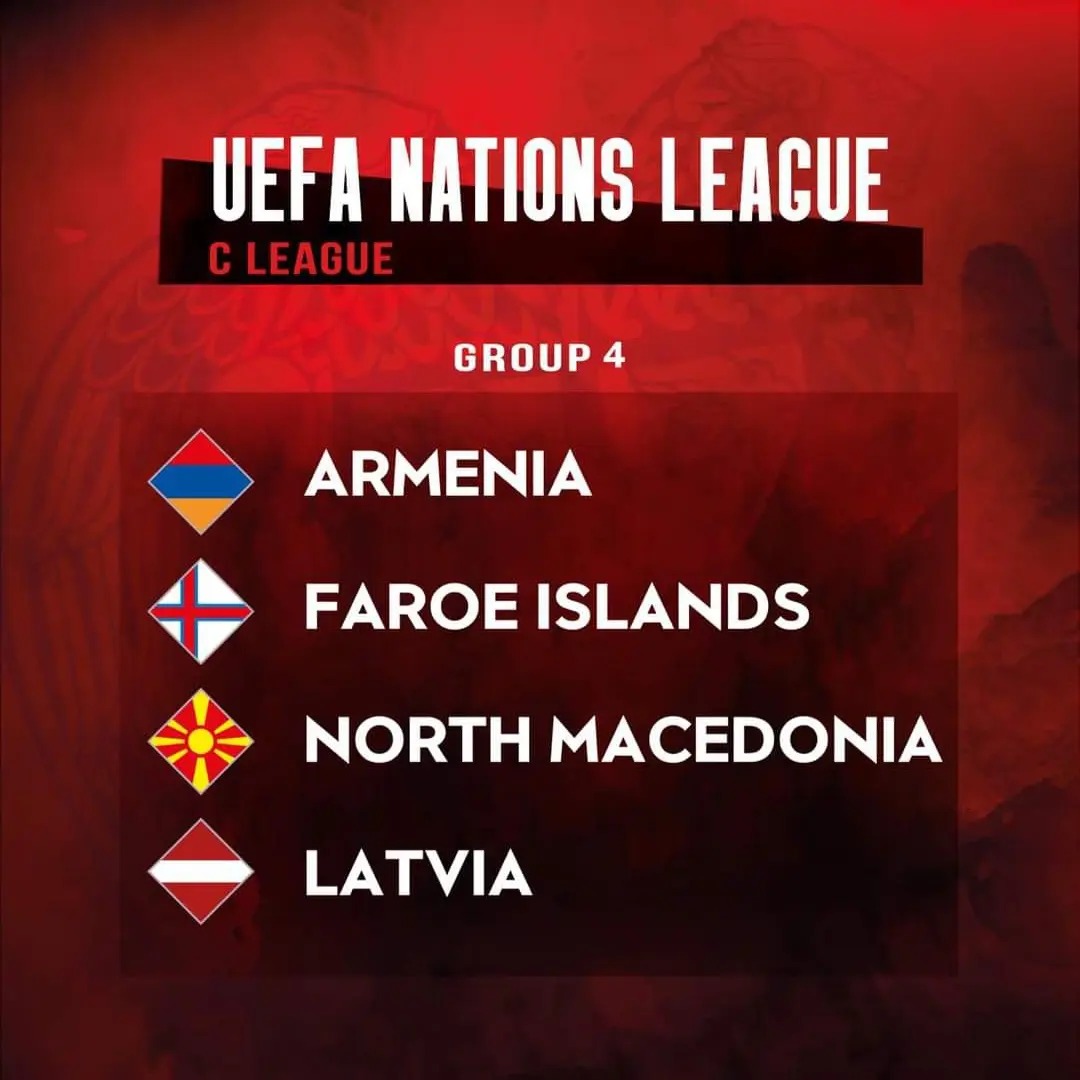 UEFA NATIONS LEAGUE
C LEAGUE
GROUP 4
ARMENIA
FAROE ISLANDS
NORTH MACEDONIA
LATVIA